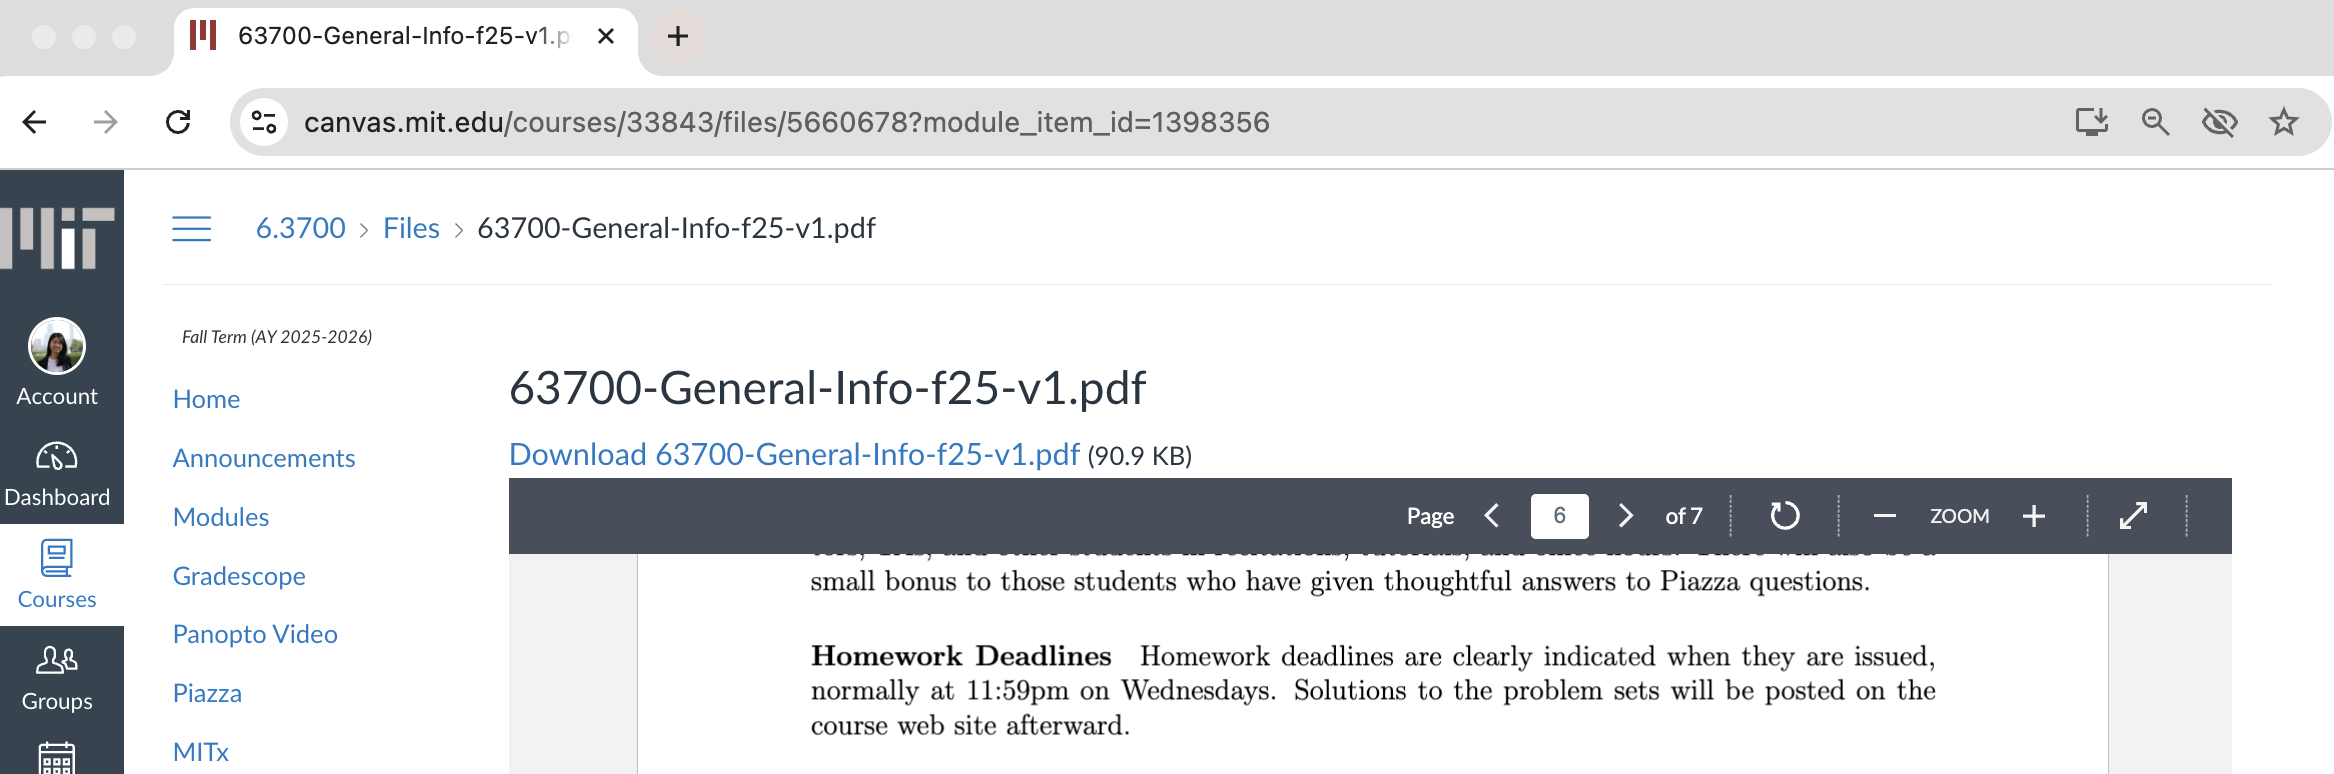 63700-General-Info-f25-v1.p
canvas.mit.edu/courses/33843/files/5660678?module_item_id=1398356
MIT
6.3700 > Files > 63700-General-Info-f25-v1.pdf
Account
Dashboard
Courses
Groups
Fall Term (AY 2025-2026)
Home
Announcements
Modules
Gradescope
Panopto Video
Piazza
MITx
63700-General-Info-f25-v1.pdf
Download 63700-General-Info-f25-v1.pdf (90.9 KB)
Page 6 of 7 ZOOM
small bonus to those students who have given thoughtful answers to Piazza questions.
Homework Deadlines Homework deadlines are clearly indicated when they are issued,
normally at 11:59pm on Wednesdays. Solutions to the problem sets will be posted on the
course web site afterward.